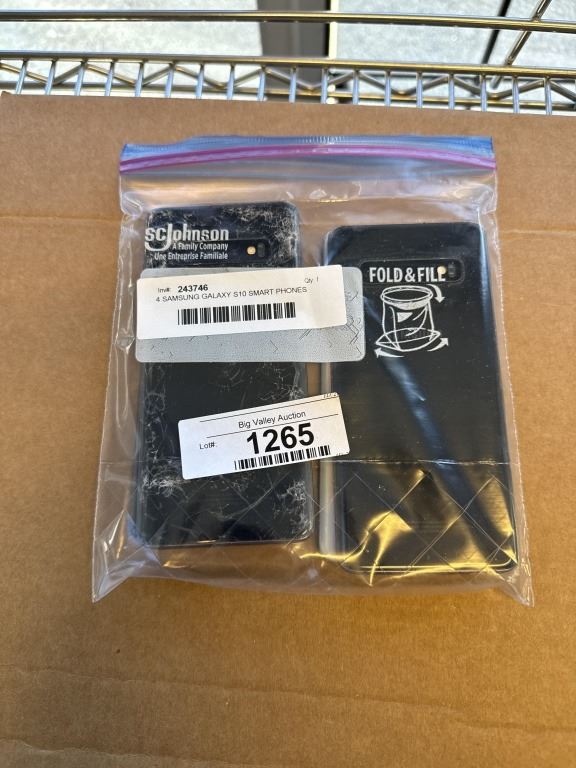 SCJohnson
A Family Company
Une Entreprise Familiale
FOLD & FILL
Inv#: 243746 Qty: 1
4 SAMSUNG GALAXY S10 SMART PHONES
Big Valley Auction
Lot#: 1265